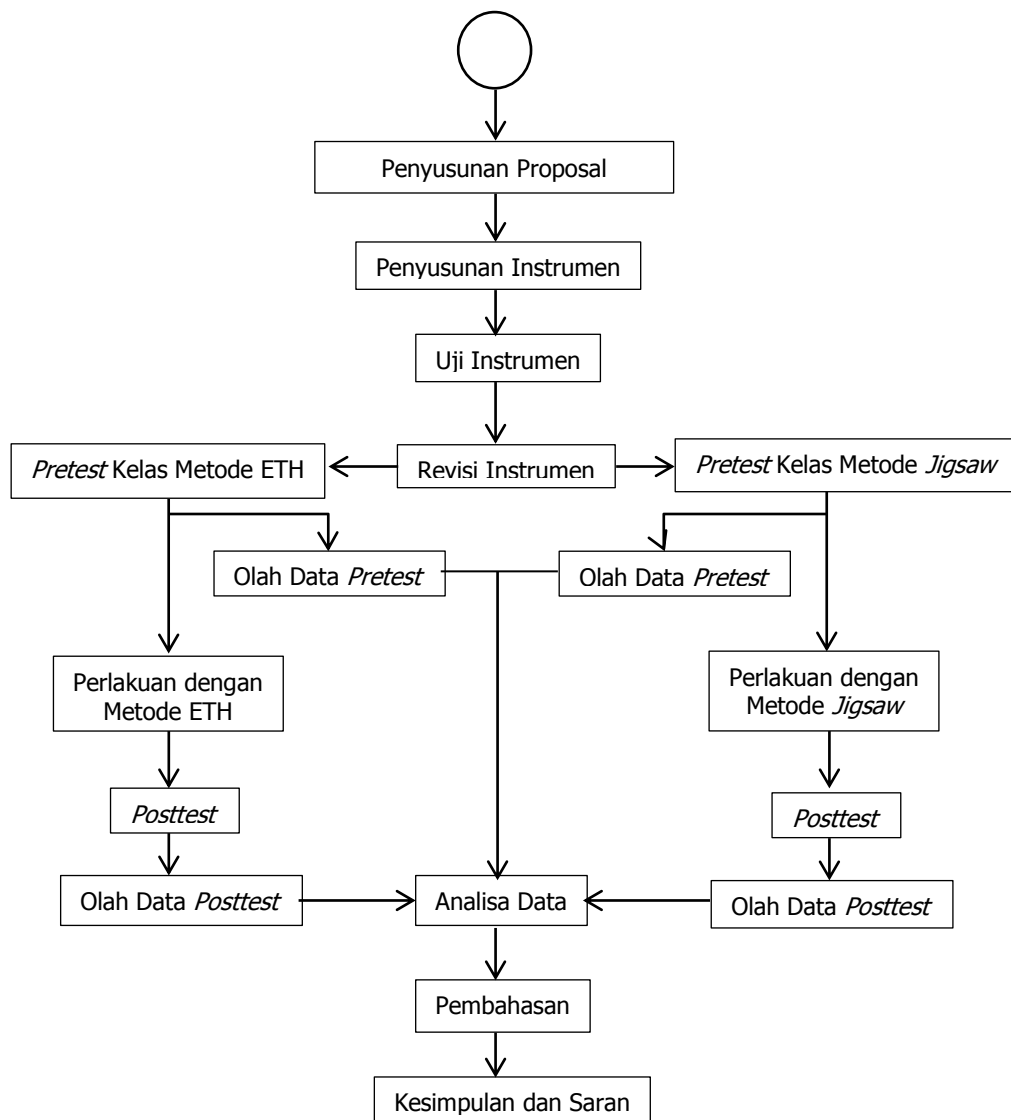 Penyusunan Proposal
Penyusunan Instrumen
Uji Instrumen
Pretest Kelas Metode ETH
Revisi Instrumen
Pretest Kelas Metode Jigsaw
Olah Data Pretest
Olah Data Pretest
Perlakuan dengan
Metode ETH
Perlakuan dengan
Metode Jigsaw
Posttest
Posttest
Olah Data Posttest
Analisa Data
Olah Data Posttest
Pembahasan
Kesimpulan dan Saran